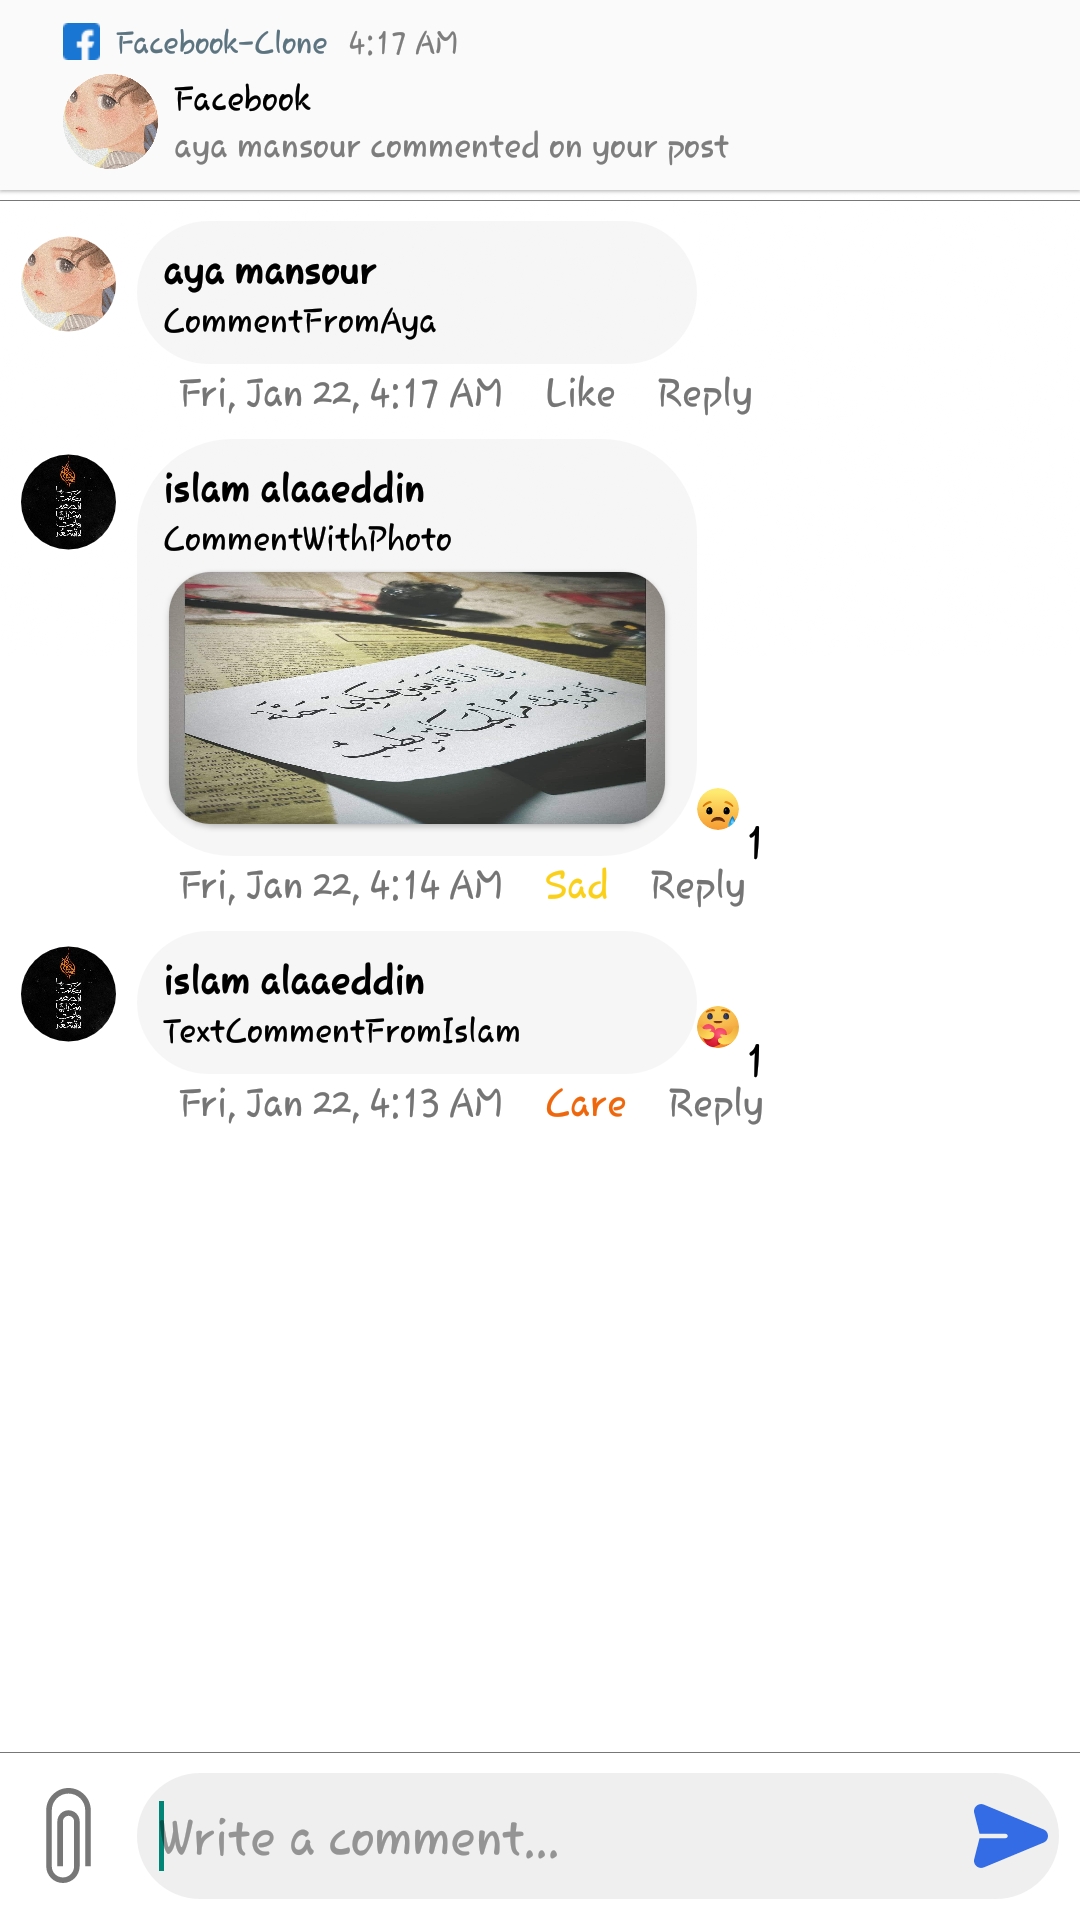 Facebook-Clone 4:17 AM
Facebook
aya mansour commented on your post
aya mansour
CommentFromAya
Fri, Jan 22, 4:17 AM Like Reply
islam alaaeddin
CommentWithPhoto
1
Fri, Jan 22, 4:14 AM Sad Reply
islam alaaeddin
TextCommentFromIslam
1
Fri, Jan 22, 4:13 AM Care Reply
Write a comment...